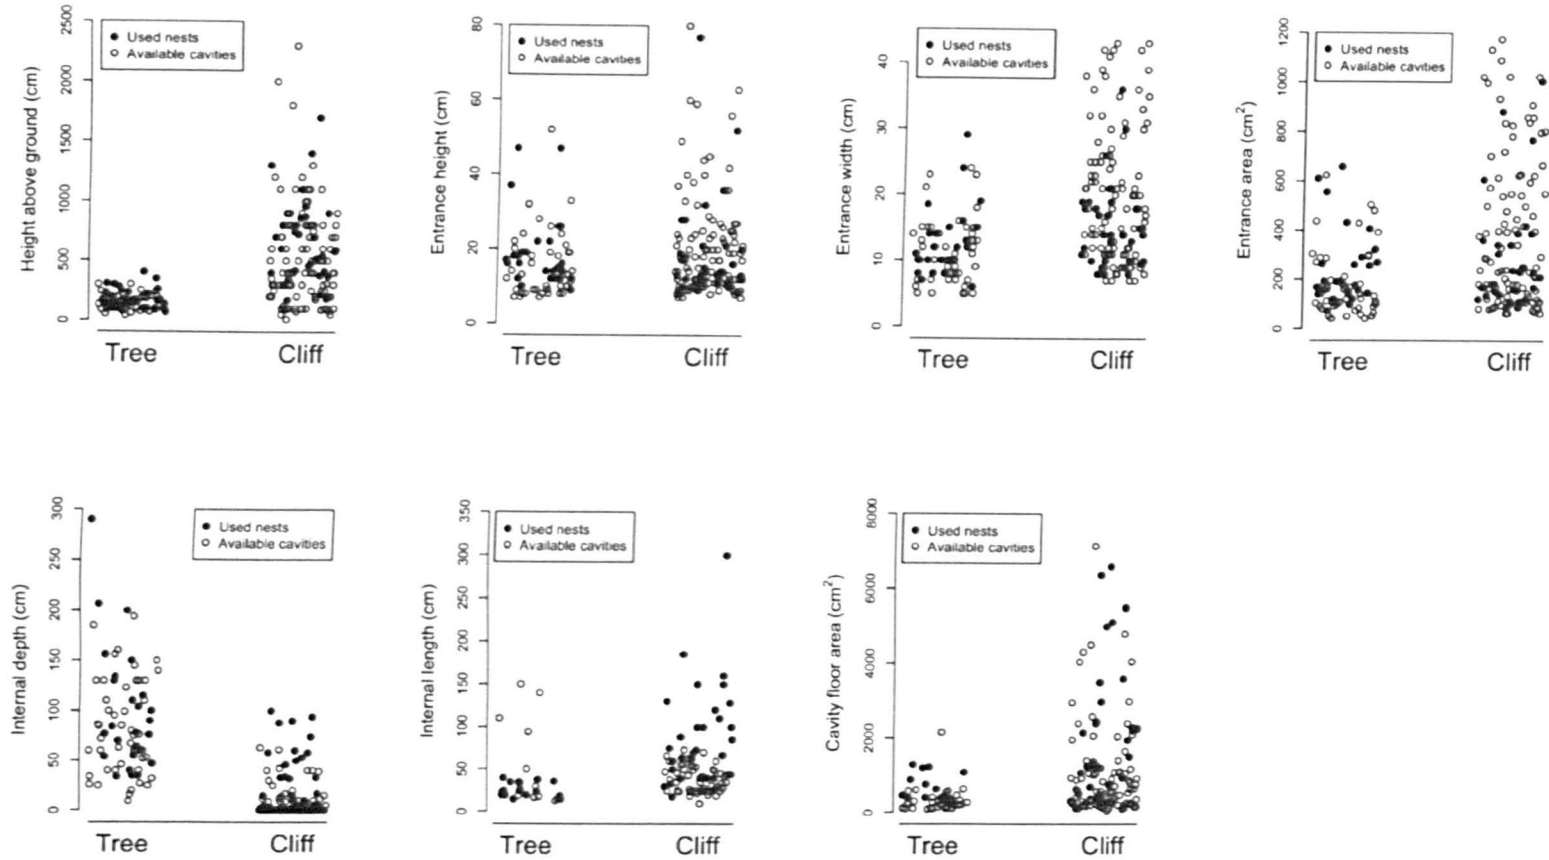 Height above ground (cm)
2500
2000
1500
1000
500
0
Used nests
Available cavities
Tree
Cliff
Entrance height (cm)
80
60
40
20
0
Used nests
Available cavities
Tree
Cliff
Entrance width (cm)
40
30
20
10
0
Used nests
Available cavities
Tree
Cliff
Entrance area (cm²)
1200
1000
800
600
400
200
0
Used nests
Available cavities
Tree
Cliff
Internal depth (cm)
300
250
200
150
100
50
0
Used nests
Available cavities
Tree
Cliff
Internal length (cm)
350
300
250
200
150
100
50
0
Used nests
Available cavities
Tree
Cliff
Cavity floor area (cm²)
8000
6000
4000
2000
0
Used nests
Available cavities
Tree
Cliff